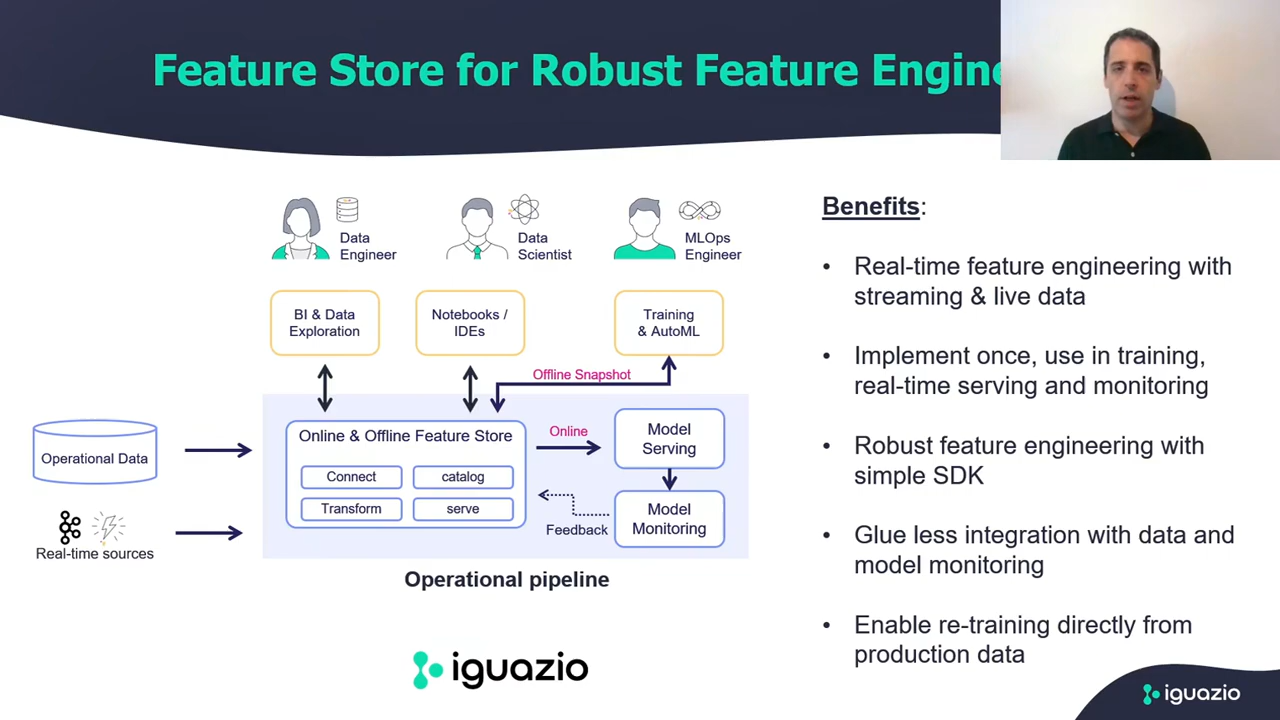 Feature Store for Robust Feature Engine
Data
Engineer
Data
Scientist
MLOps
Engineer
BI & Data
Exploration
Notebooks /
IDEs
Training
& AutoML
Offline Snapshot
Operational Data
Real-time sources
Online & Offline Feature Store
Connect
catalog
Transform
serve
Online
Model
Serving
Feedback
Model
Monitoring
Operational pipeline
iguazio
Benefits:
• Real-time feature engineering with
streaming & live data
• Implement once, use in training,
real-time serving and monitoring
• Robust feature engineering with
simple SDK
• Glue less integration with data and
model monitoring
• Enable re-training directly from
production data
iguazio